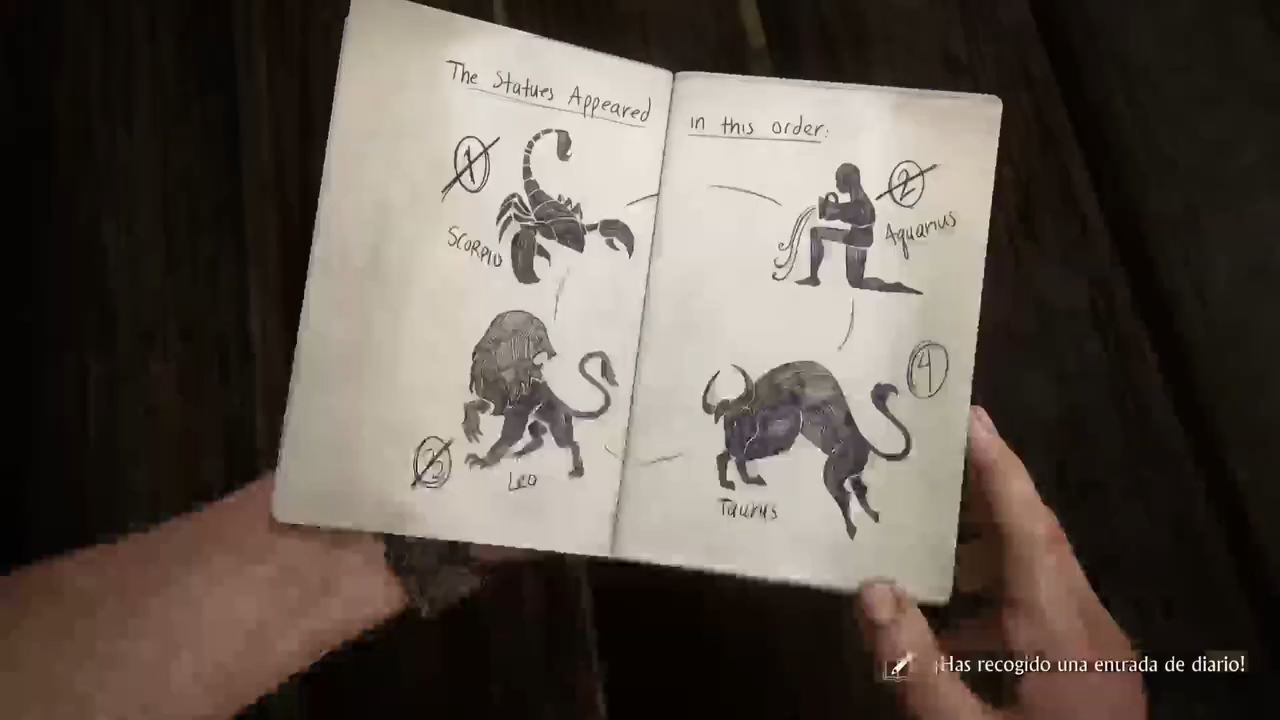 The Statues Appeared
in this order:
1
2
SCORPIO
Aquarius
3
4
Leo
Taurus
¡Has recogido una entrada de diario!